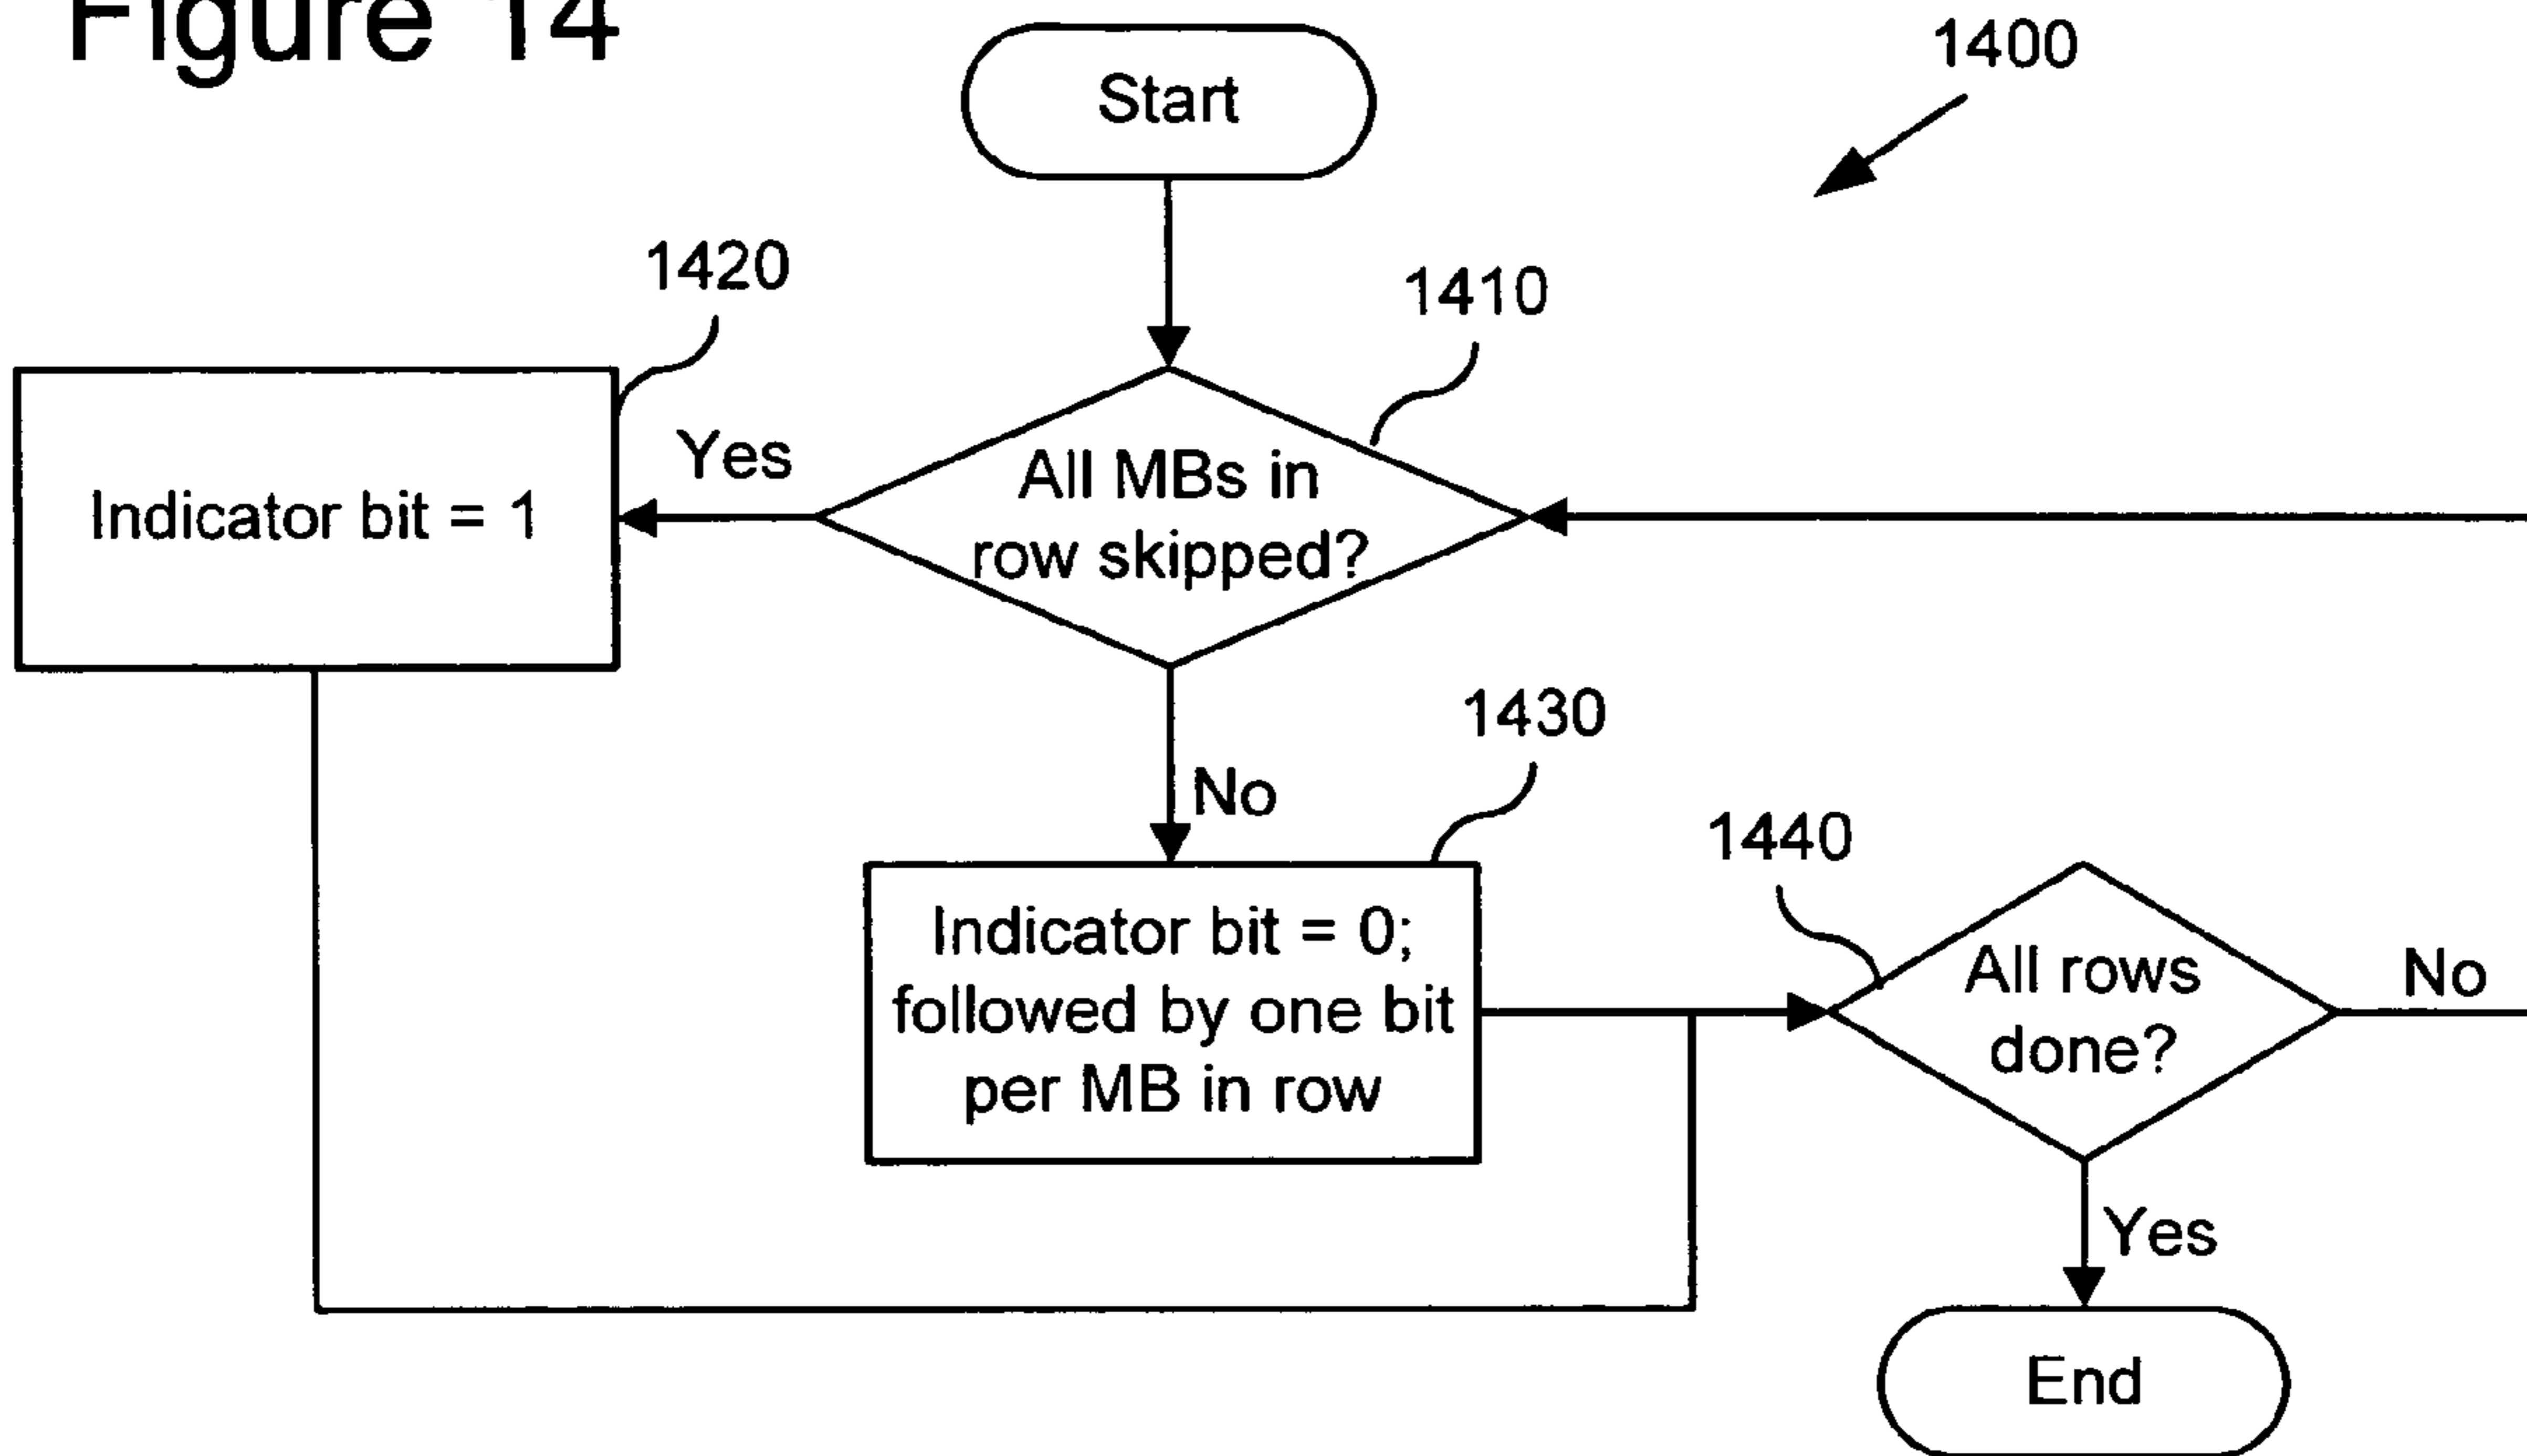 Figure 14
Start
1400
1420
1410
Yes
All MBs in
row skipped?
Indicator bit = 1
No
1430
1440
Indicator bit = 0;
followed by one bit
per MB in row
All rows
done?
No
Yes
End